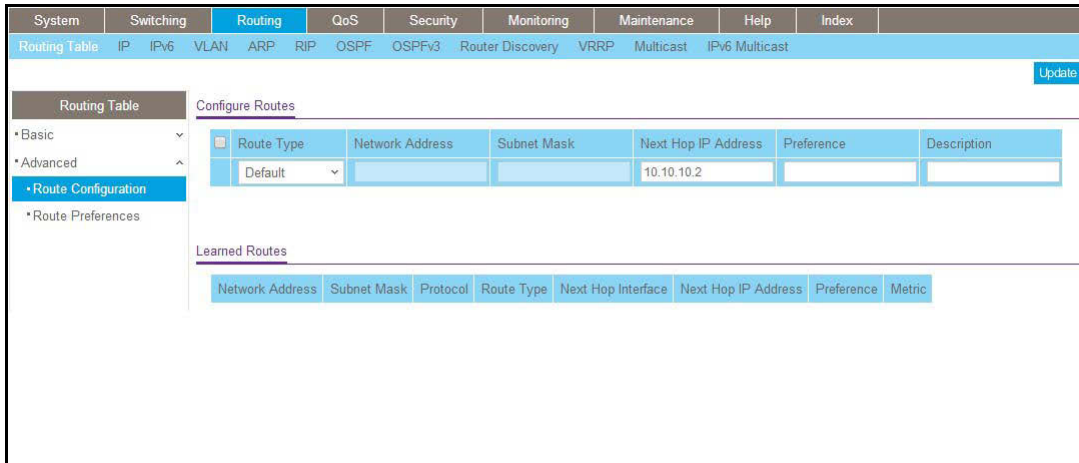 System Switching Routing QoS Security Monitoring Maintenance Help Index
Routing Table IP IPv6 VLAN ARP RIP OSPF OSPFv3 Router Discovery VRRP Multicast IPv6 Multicast
Update
Routing Table
Basic
Advanced
Route Configuration
Route Preferences
Configure Routes
Route Type Network Address Subnet Mask Next Hop IP Address Preference Description
Default 10.10.10.2
Learned Routes
Network Address Subnet Mask Protocol Route Type Next Hop Interface Next Hop IP Address Preference Metric